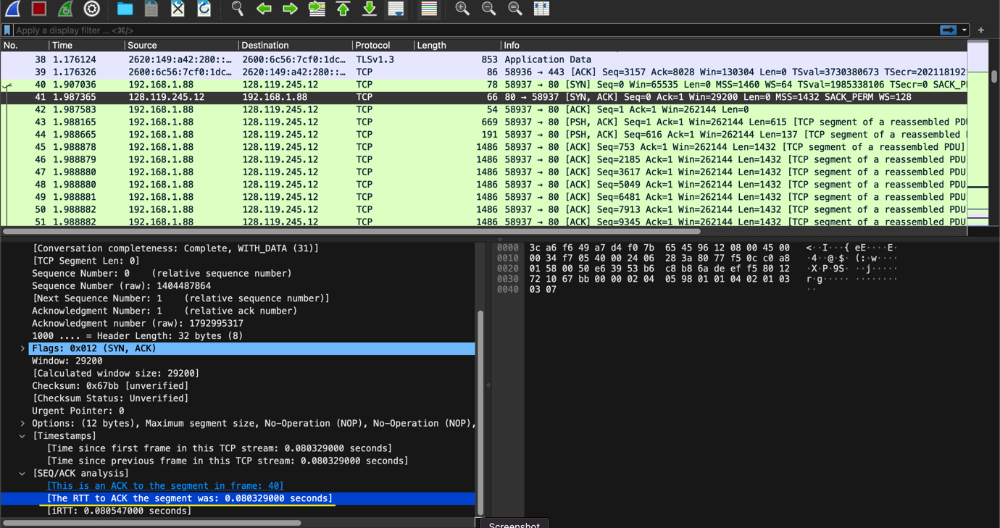 Apply a display filter ... <⌘/>
No. Time Source Destination Protocol Length Info
38 1.176124 2620:149:a42:280::… 2600:6c56:7cf0:1dc… TLSv1.3 853 Application Data
39 1.176326 2600:6c56:7cf0:1dc… 2620:149:a42:280::… TCP 86 58936 → 443 [ACK] Seq=3157 Ack=8028 Win=130304 Len=0 TSval=3730380673 TSecr=202118192
40 1.907036 192.168.1.88 128.119.245.12 TCP 78 58937 → 80 [SYN] Seq=0 Win=65535 Len=0 MSS=1460 WS=64 TSval=1985338106 TSecr=0 SACK_P
41 1.987365 128.119.245.12 192.168.1.88 TCP 66 80 → 58937 [SYN, ACK] Seq=0 Ack=1 Win=29200 Len=0 MSS=1432 SACK_PERM WS=128
42 1.987583 192.168.1.88 128.119.245.12 TCP 54 58937 → 80 [ACK] Seq=1 Ack=1 Win=262144 Len=0
43 1.988165 192.168.1.88 128.119.245.12 TCP 669 58937 → 80 [PSH, ACK] Seq=1 Ack=1 Win=262144 Len=615 [TCP segment of a reassembled PDU
44 1.988665 192.168.1.88 128.119.245.12 TCP 191 58937 → 80 [PSH, ACK] Seq=616 Ack=1 Win=262144 Len=137 [TCP segment of a reassembled
45 1.988878 192.168.1.88 128.119.245.12 TCP 1486 58937 → 80 [ACK] Seq=753 Ack=1 Win=262144 Len=1432 [TCP segment of a reassembled PDU]
46 1.988879 192.168.1.88 128.119.245.12 TCP 1486 58937 → 80 [ACK] Seq=2185 Ack=1 Win=262144 Len=1432 [TCP segment of a reassembled PDU
47 1.988880 192.168.1.88 128.119.245.12 TCP 1486 58937 → 80 [ACK] Seq=3617 Ack=1 Win=262144 Len=1432 [TCP segment of a reassembled PDU
48 1.988880 192.168.1.88 128.119.245.12 TCP 1486 58937 → 80 [ACK] Seq=5049 Ack=1 Win=262144 Len=1432 [TCP segment of a reassembled PDU
49 1.988881 192.168.1.88 128.119.245.12 TCP 1486 58937 → 80 [ACK] Seq=6481 Ack=1 Win=262144 Len=1432 [TCP segment of a reassembled PDU
50 1.988882 192.168.1.88 128.119.245.12 TCP 1486 58937 → 80 [ACK] Seq=7913 Ack=1 Win=262144 Len=1432 [TCP segment of a reassembled PDU
51 1.988882 192.168.1.88 128.119.245.12 TCP 1486 58937 → 80 [ACK] Seq=9345 Ack=1 Win=262144 Len=1432 [TCP segment of a reassembled PDU
[Conversation completeness: Complete, WITH_DATA (31)]
[TCP Segment Len: 0]
Sequence Number: 0 (relative sequence number)
Sequence Number (raw): 1404487864
[Next Sequence Number: 1 (relative sequence number)]
Acknowledgment Number: 1 (relative ack number)
Acknowledgment number (raw): 1792995317
1000 .... = Header Length: 32 bytes (8)
Flags: 0x012 (SYN, ACK)
Window: 29200
[Calculated window size: 29200]
Checksum: 0x67bb [unverified]
[Checksum Status: Unverified]
Urgent Pointer: 0
Options: (12 bytes), Maximum segment size, No-Operation (NOP), No-Operation (NOP),
[Timestamps]
[Time since first frame in this TCP stream: 0.080329000 seconds]
[Time since previous frame in this TCP stream: 0.080329000 seconds]
[SEQ/ACK analysis]
[This is an ACK to the segment in frame: 40]
[The RTT to ACK the segment was: 0.080329000 seconds]
[iRTT: 0.080547000 seconds]
0000 3c a6 f6 49 a7 d4 f0 7b 65 45 96 12 08 00 45 00 <··I···{ eE····E·
0010 00 34 f7 05 40 00 24 06 28 3a 80 77 f5 0c c0 a8 ·4··@·$· (:·w····
0020 01 58 00 50 e6 39 53 b6 c8 b8 6a de ef f5 80 12 ·X·P·9S· ··j·····
0030 72 10 67 bb 00 00 02 04 05 98 01 01 04 02 01 03 r·g····· ········
0040 03 07 ··
Screenshot